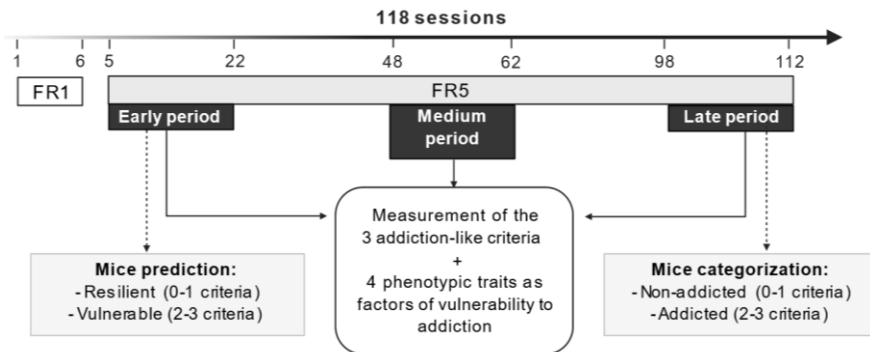 118 sessions
1 6 5 22 48 62 98 112
FR1
FR5
Early period
Medium
period
Late period
Measurement of the
3 addiction-like criteria
+
4 phenotypic traits as
factors of vulnerability to
addiction
Mice prediction:
-Resilient (0-1 criteria)
-Vulnerable (2-3 criteria)
Mice categorization:
-Non-addicted (0-1 criteria)
-Addicted (2-3 criteria)